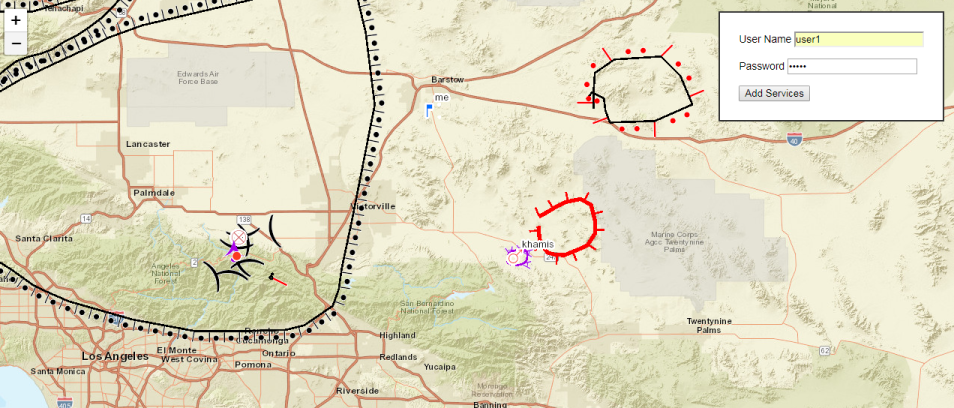 +
−
Tehachapi
National
User Name user1
Password •••••
Add Services
Edwards Air
Force Base
Barstow
me
40
Lancaster
Palmdale
14
138
Victorville
Santa Clarita
2
Angeles
National
Forest
khamis
247
Marine Corps
Agcc Twentynine
Palms
San Bernardino
National Forest
Twentynine
Palms
62
Rancho
Cucamonga
Highland
Los Angeles
El Monte
West Covina
Ontario
Pomona
Redlands
Yucaipa
Santa Monica
Riverside
Morongo
Reservation
Banning
405